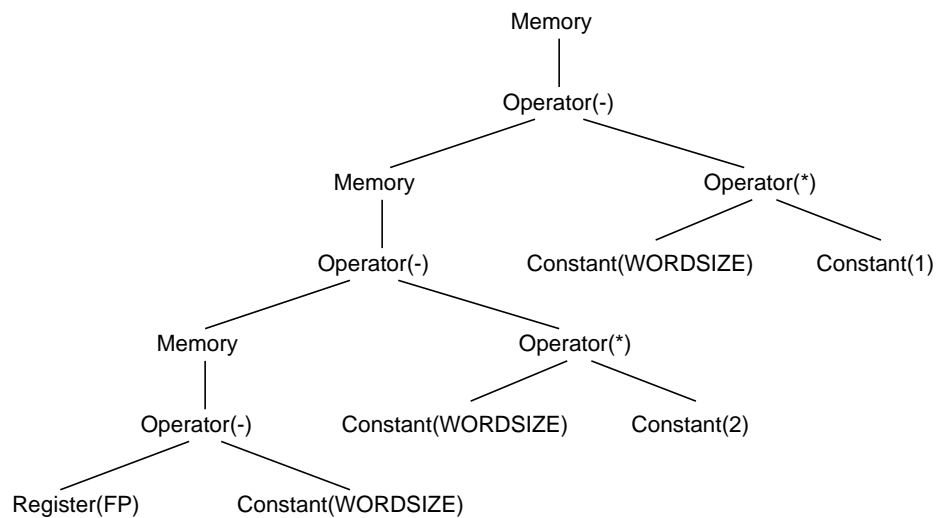 Memory
Operator(-)
Memory
Operator(*)
Operator(-)
Constant(WORDSIZE)
Constant(1)
Memory
Operator(*)
Operator(-)
Constant(WORDSIZE)
Constant(2)
Register(FP)
Constant(WORDSIZE)